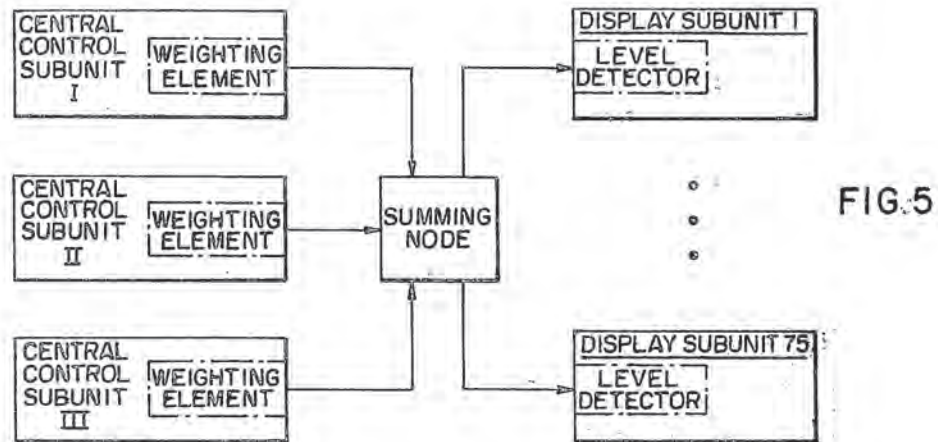 CENTRAL
CONTROL
SUBUNIT
I
WEIGHTING
ELEMENT
CENTRAL
CONTROL
SUBUNIT
II
WEIGHTING
ELEMENT
CENTRAL
CONTROL
SUBUNIT
III
WEIGHTING
ELEMENT
SUMMING
NODE
DISPLAY SUBUNIT 1
LEVEL
DETECTOR
DISPLAY SUBUNIT 75
LEVEL
DETECTOR
FIG.5